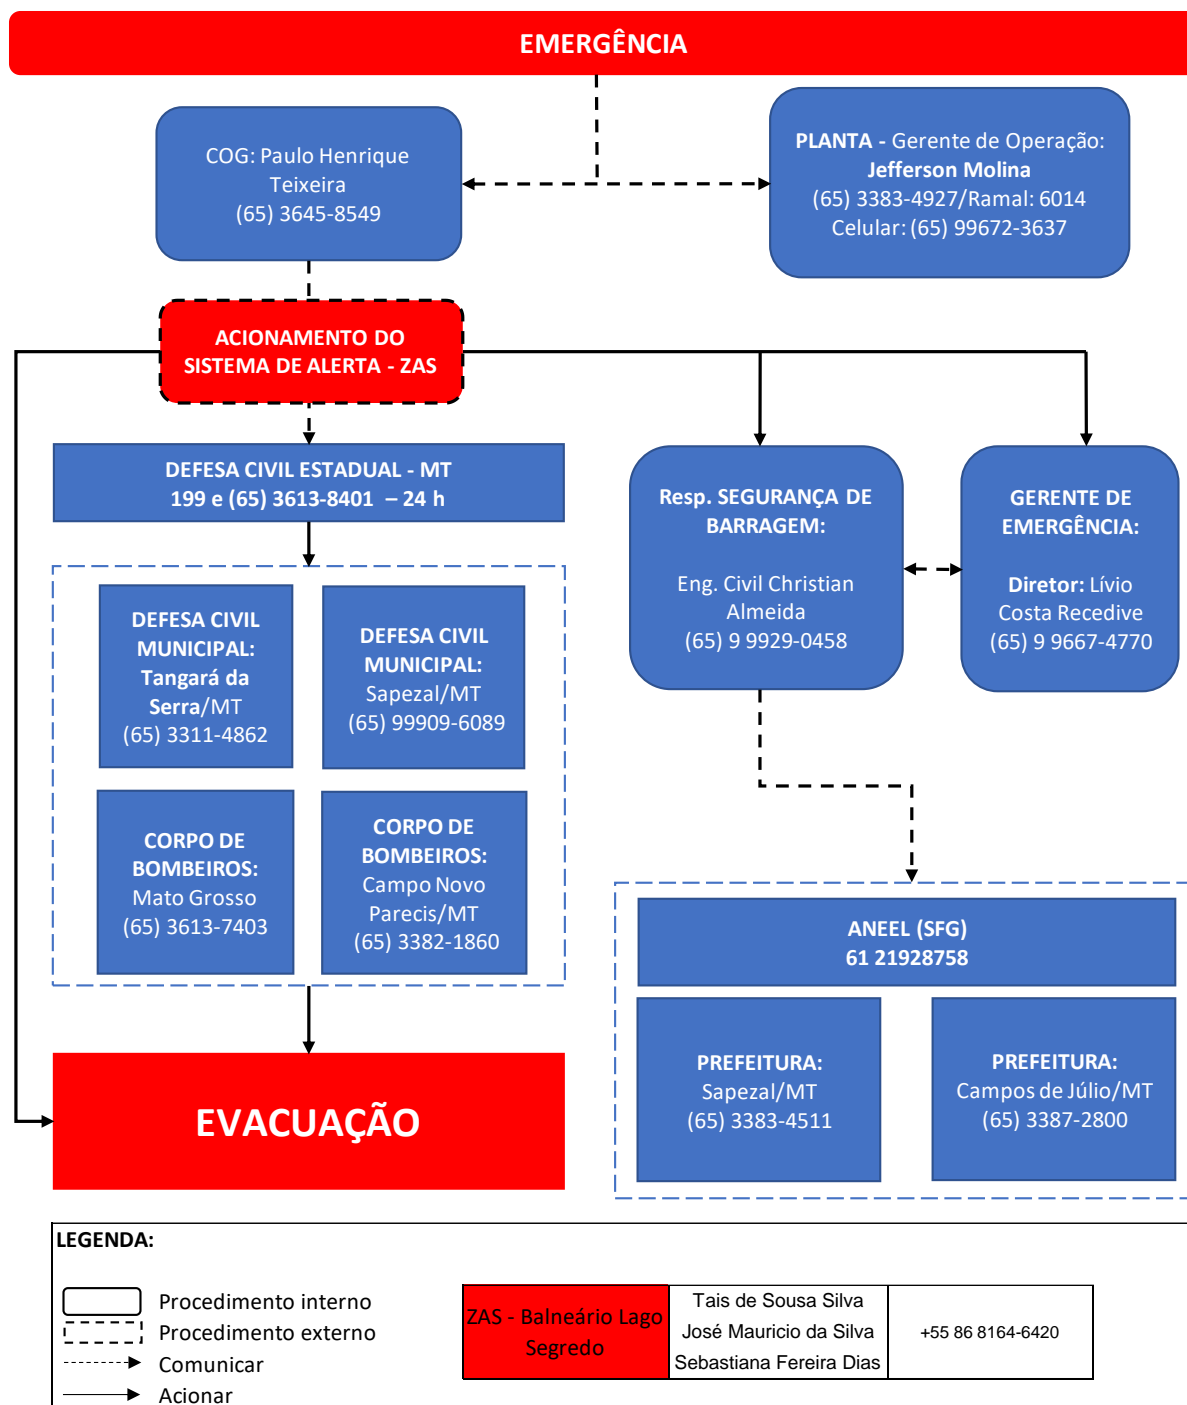 EMERGÊNCIA
COG: Paulo Henrique
Teixeira
(65) 3645-8549
PLANTA - Gerente de Operação:
Jefferson Molina
(65) 3383-4927/Ramal: 6014
Celular: (65) 99672-3637
ACIONAMENTO DO
SISTEMA DE ALERTA - ZAS
DEFESA CIVIL ESTADUAL - MT
199 e (65) 3613-8401 – 24 h
Resp. SEGURANÇA DE
BARRAGEM:
Eng. Civil Christian
Almeida
(65) 9 9929-0458
GERENTE DE
EMERGÊNCIA:
Diretor: Lívio
Costa Recedive
(65) 9 9667-4770
DEFESA CIVIL
MUNICIPAL:
Tangará da
Serra/MT
(65) 3311-4862
DEFESA CIVIL
MUNICIPAL:
Sapezal/MT
(65) 99909-6089
CORPO DE
BOMBEIROS:
Mato Grosso
(65) 3613-7403
CORPO DE
BOMBEIROS:
Campo Novo
Parecis/MT
(65) 3382-1860
ANEEL (SFG)
61 21928758
PREFEITURA:
Sapezal/MT
(65) 3383-4511
PREFEITURA:
Campos de Júlio/MT
(65) 3387-2800
EVACUAÇÃO
LEGENDA:
Procedimento interno
Procedimento externo
Comunicar
Acionar
ZAS - Balneário Lago
Segredo
Tais de Sousa Silva
José Mauricio da Silva
Sebastiana Fereira Dias
+55 86 8164-6420